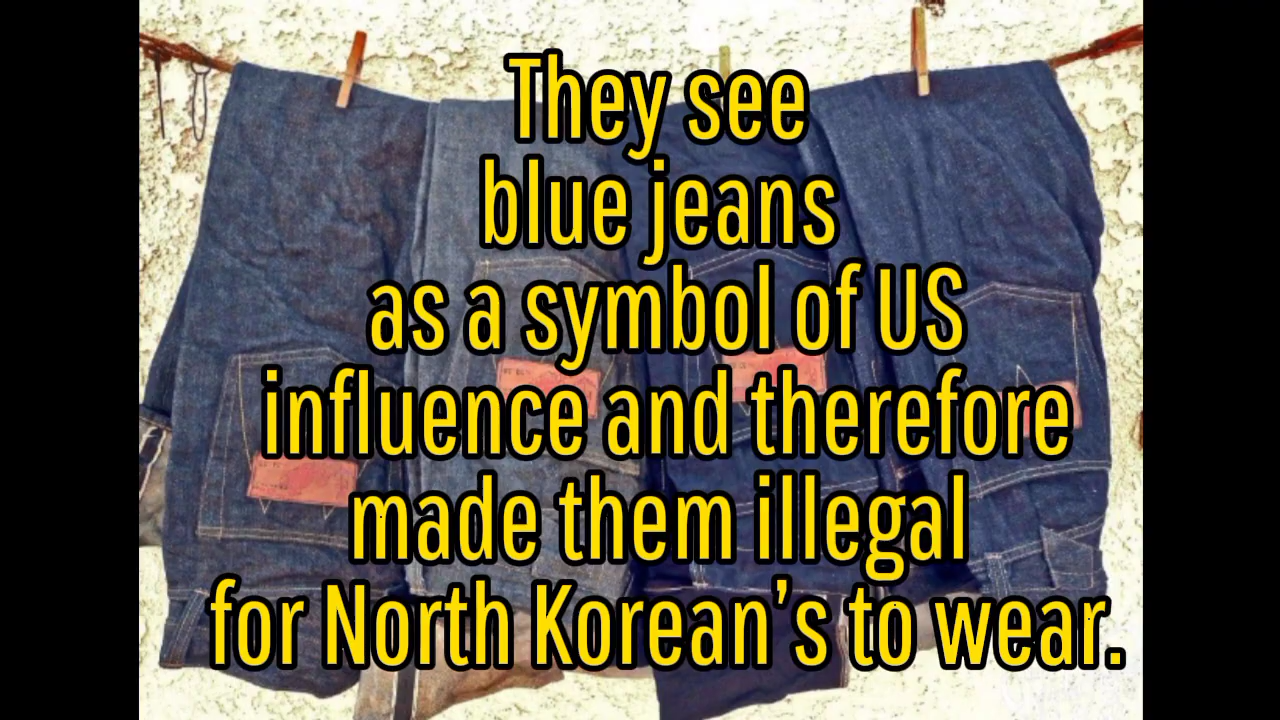 They see
blue jeans
as a symbol of US
influence and therefore
made them illegal
for North Korean's to wear.